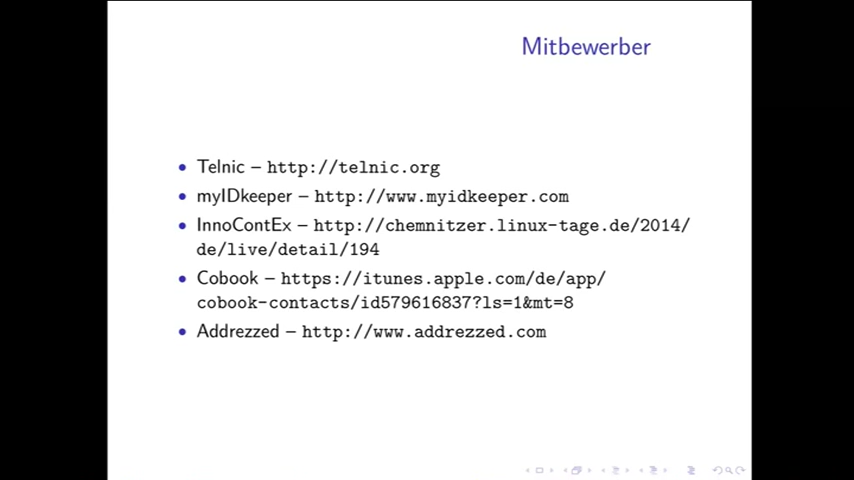 Mitbewerber
• Telnic – http://telnic.org
• myIDkeeper – http://www.myidkeeper.com
• InnoContEx – http://chemnitzer.linux-tage.de/2014/
de/live/detail/194
• Cobook – https://itunes.apple.com/de/app/
cobook-contacts/id579616837?ls=1&mt=8
• Addrezzed – http://www.addrezzed.com